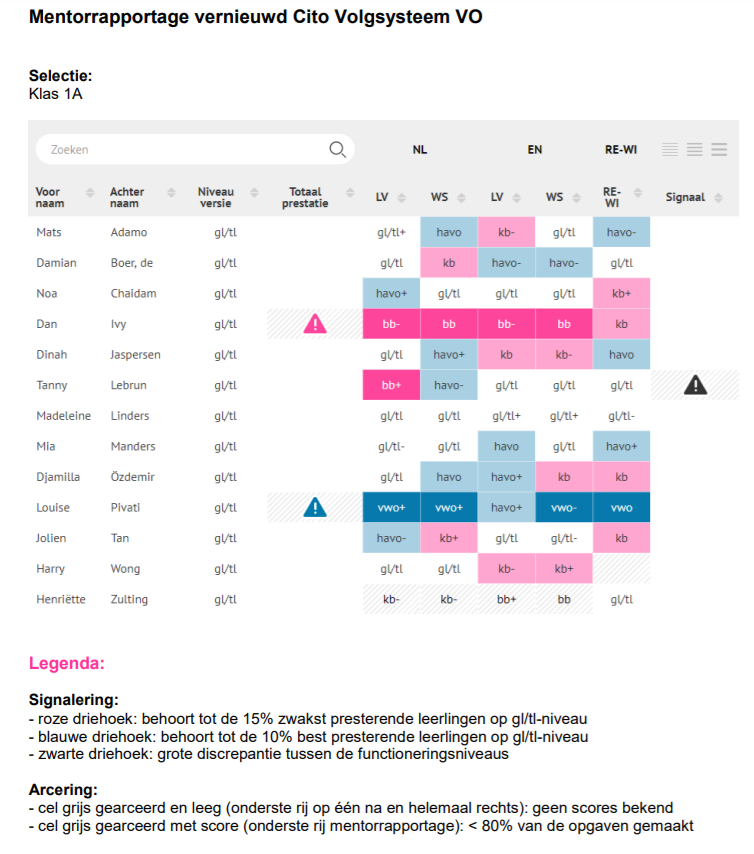 Mentorrapportage vernieuwd Cito Volgsysteem VO
Selectie:
Klas 1A
Zoeken NL EN RE-WI
Voor naam Achter naam Niveau versie Totaal prestatie LV WS LV WS RE-WI Signaal
Mats Adamo gl/tl gl/tl+ havo kb- gl/tl havo-
Damian Boer, de gl/tl gl/tl kb havo- havo- gl/tl
Noa Chaidam gl/tl havo+ gl/tl gl/tl gl/tl kb+
Dan Ivy gl/tl bb- bb bb- bb kb
Dinah Jaspersen gl/tl gl/tl havo+ kb kb- havo
Tanny Lebrun gl/tl bb+ havo- gl/tl gl/tl gl/tl
Madeleine Linders gl/tl gl/tl gl/tl gl/tl+ gl/tl+ gl/tl-
Mia Manders gl/tl gl/tl- gl/tl havo gl/tl havo+
Djamilla Özdemir gl/tl gl/tl havo havo+ kb kb
Louise Pivati gl/tl vwo+ vwo+ havo+ vwo- vwo
Jolien Tan gl/tl havo- kb+ gl/tl gl/tl- kb
Harry Wong gl/tl gl/tl gl/tl kb- kb+
Henriëtte Zulting gl/tl kb- kb- bb+ bb gl/tl
Legenda:
Signalering:
- roze driehoek: behoort tot de 15% zwakst presterende leerlingen op gl/tl-niveau
- blauwe driehoek: behoort tot de 10% best presterende leerlingen op gl/tl-niveau
- zwarte driehoek: grote discrepantie tussen de functioneringsniveaus
Arcering:
- cel grijs gearceerd en leeg (onderste rij op één na en helemaal rechts): geen scores bekend
- cel grijs gearceerd met score (onderste rij mentorrapportage): < 80% van de opgaven gemaakt